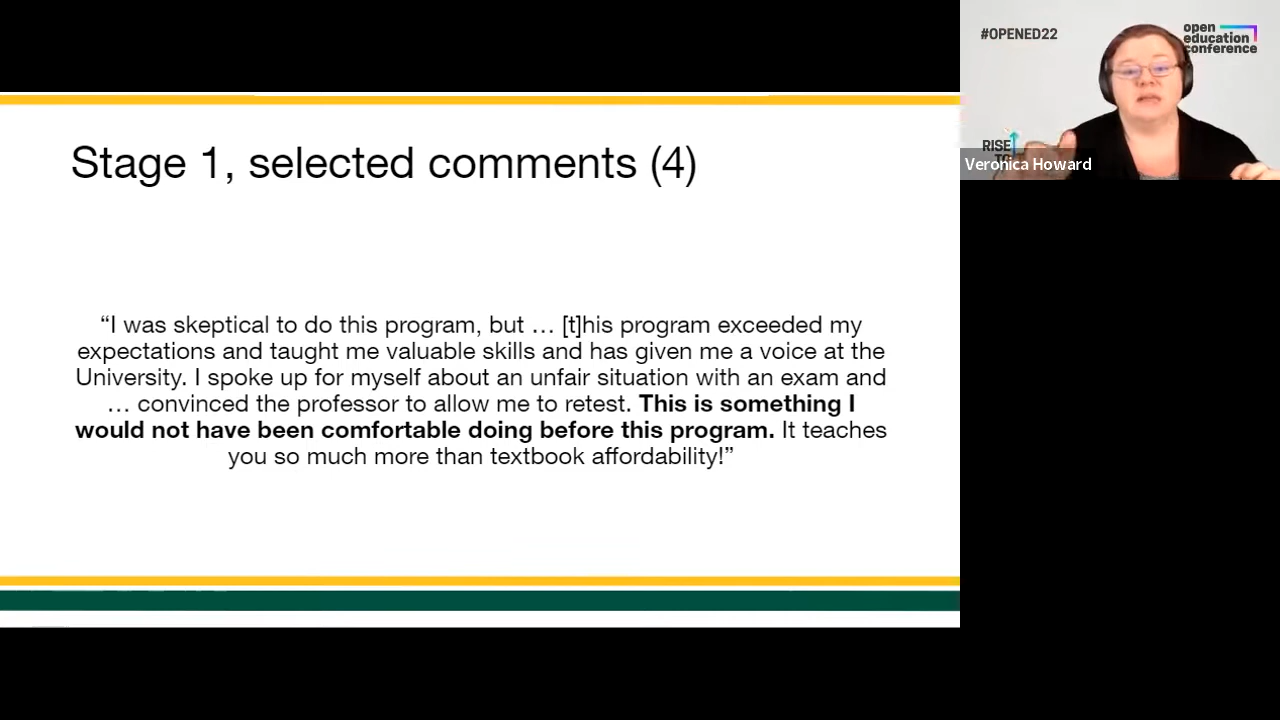 Stage 1, selected comments (4)
“I was skeptical to do this program, but … [t]his program exceeded my
expectations and taught me valuable skills and has given me a voice at the
University. I spoke up for myself about an unfair situation with an exam and
… convinced the professor to allow me to retest. This is something I
would not have been comfortable doing before this program. It teaches
you so much more than textbook affordability!”
#OPENED22
open
education
conference
RISE
TO
Veronica Howard